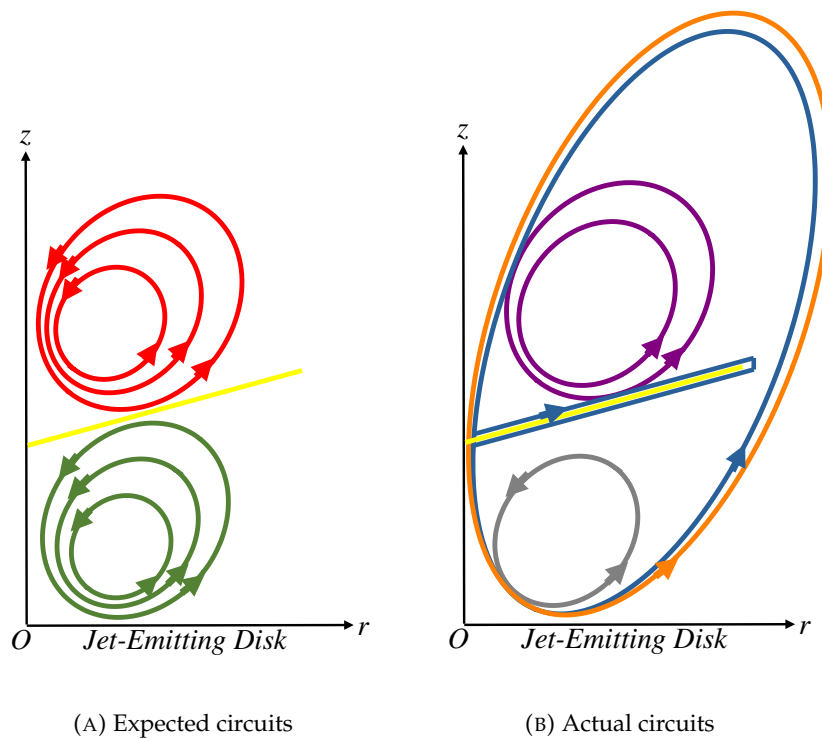 z
O
r
Jet-Emitting Disk
(A) Expected circuits
z
O
r
Jet-Emitting Disk
(B) Actual circuits